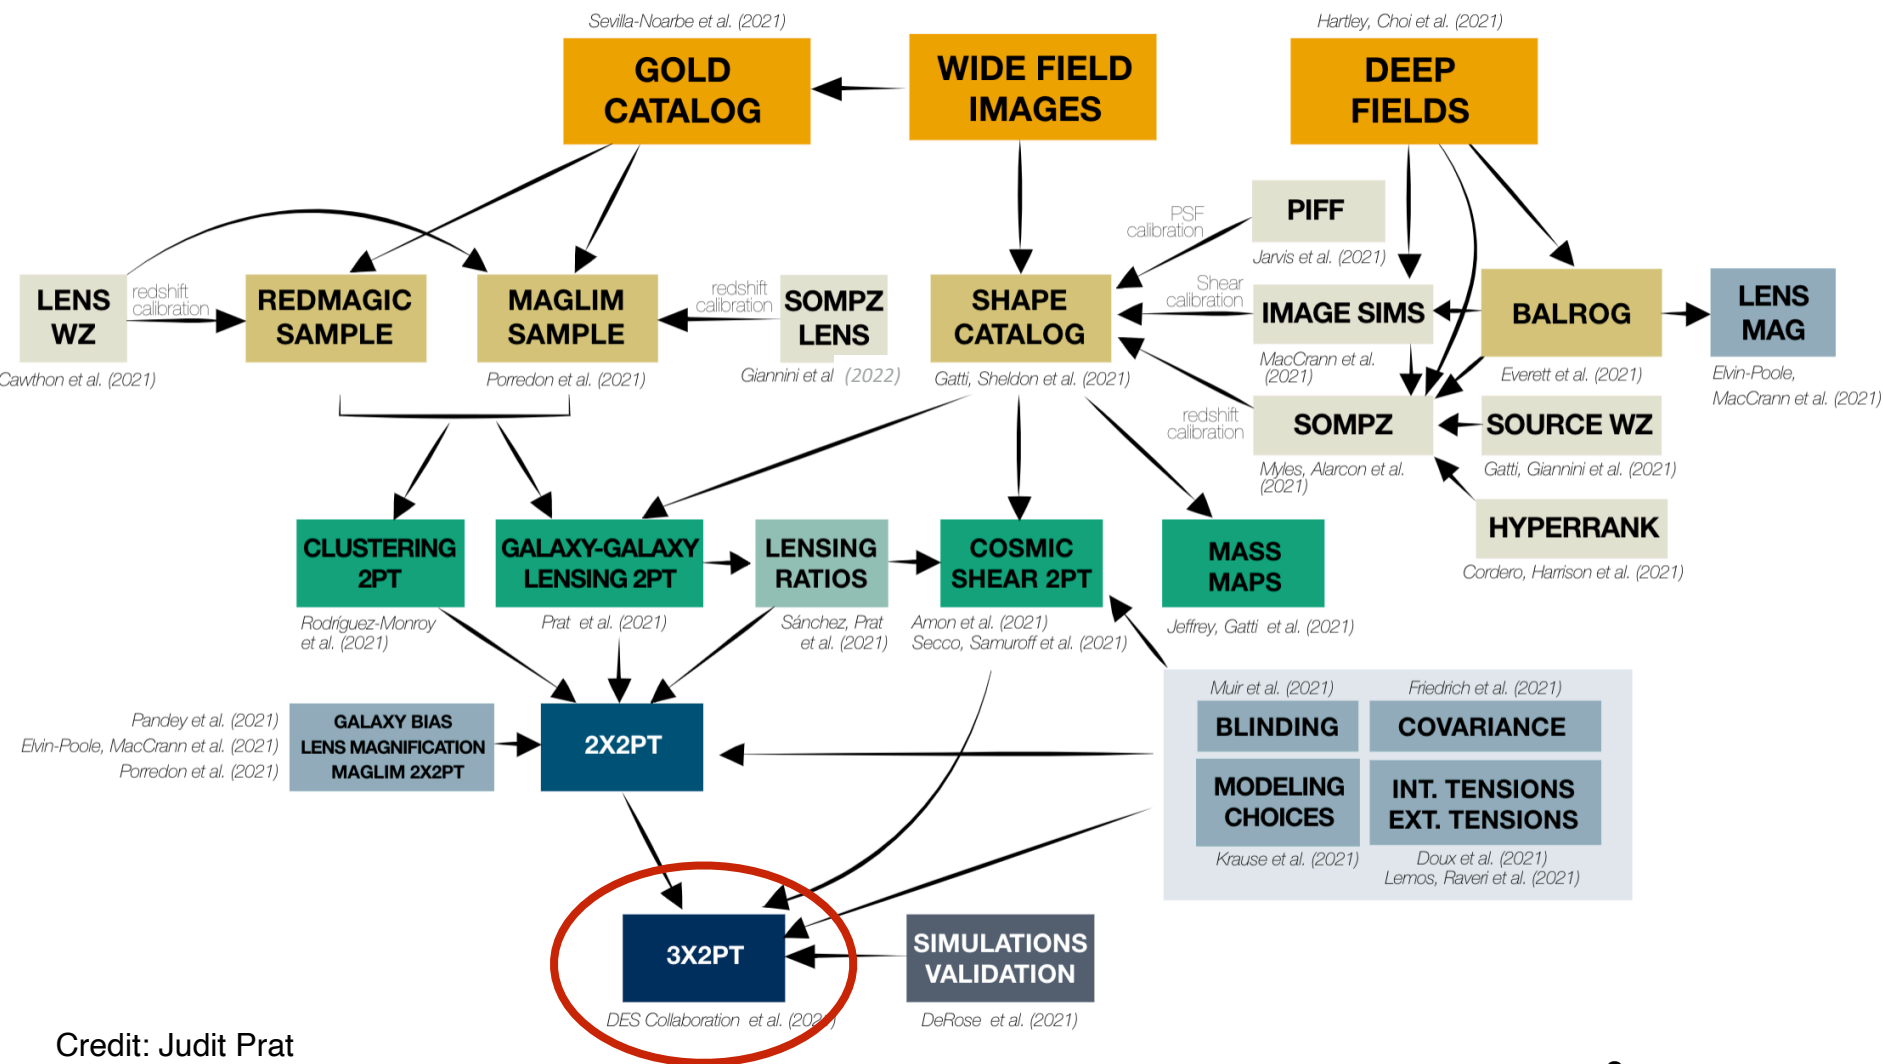 Sevilla-Noarbe et al. (2021)
Hartley, Choi et al. (2021)
GOLD
CATALOG
WIDE FIELD
IMAGES
DEEP
FIELDS
PSF
calibration
PIFF
Jarvis et al. (2021)
LENS
WZ
redshift
calibration
REDMAGIC
SAMPLE
MAGLIM
SAMPLE
redshift
calibration
SOMPZ
LENS
SHAPE
CATALOG
Shear
calibration
IMAGE SIMS
BALROG
LENS
MAG
Cawthon et al. (2021)
Porredon et al. (2021)
Giannini et al (2022)
Gatti, Sheldon et al. (2021)
MacCrann et al.
(2021)
Everett et al. (2021)
Elvin-Poole,
MacCrann et al. (2021)
redshift
calibration
SOMPZ
SOURCE WZ
Myles, Alarcon et al.
(2021)
Gatti, Giannini et al. (2021)
HYPERRANK
Cordero, Harrison et al. (2021)
CLUSTERING
2PT
GALAXY-GALAXY
LENSING 2PT
LENSING
RATIOS
COSMIC
SHEAR 2PT
MASS
MAPS
Rodríguez-Monroy
et al. (2021)
Prat et al. (2021)
Sánchez, Prat
et al. (2021)
Amon et al. (2021)
Secco, Samuroff et al. (2021)
Jeffrey, Gatti et al. (2021)
Pandey et al. (2021)
Elvin-Poole, MacCrann et al. (2021)
Porredon et al. (2021)
GALAXY BIAS
LENS MAGNIFICATION
MAGLIM 2X2PT
2X2PT
Muir et al. (2021)
Friedrich et al. (2021)
BLINDING
COVARIANCE
MODELING
CHOICES
INT. TENSIONS
EXT. TENSIONS
Krause et al. (2021)
Doux et al. (2021)
Lemos, Raveri et al. (2021)
3X2PT
SIMULATIONS
VALIDATION
DES Collaboration et al.
DeRose et al. (2021)
Credit: Judit Prat